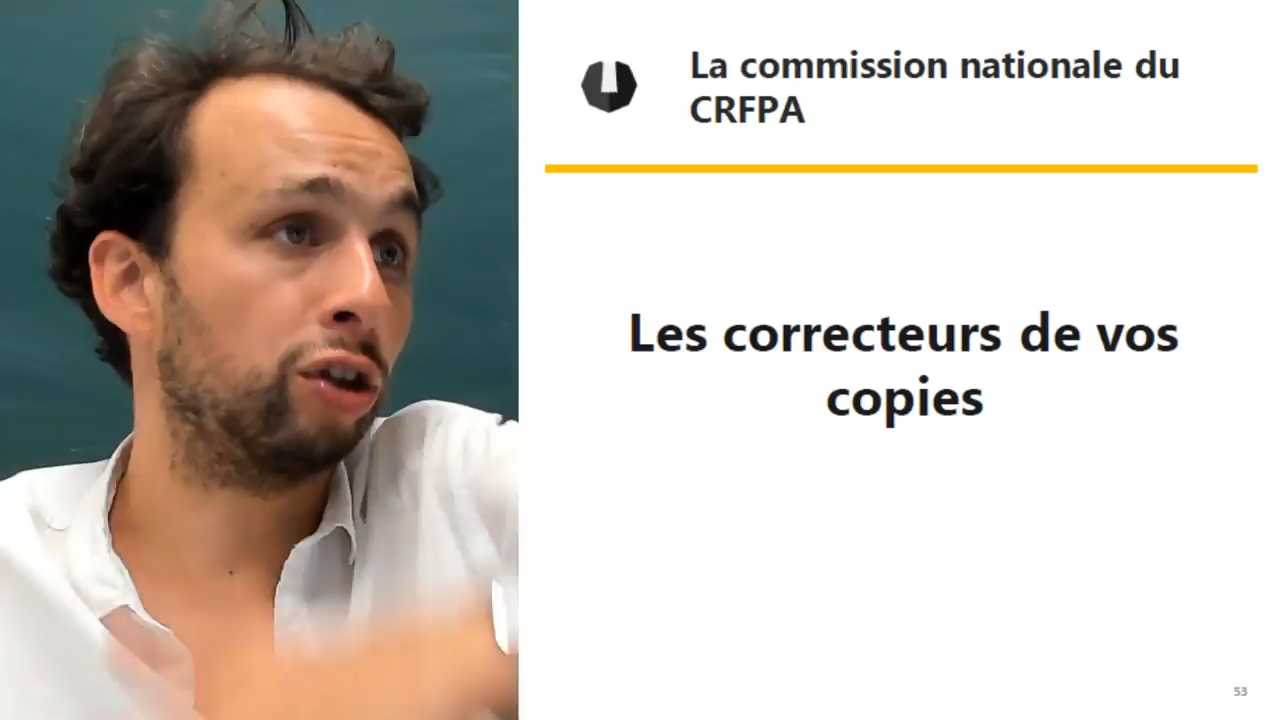 La commission nationale du
CRFPA
Les correcteurs de vos
copies
53